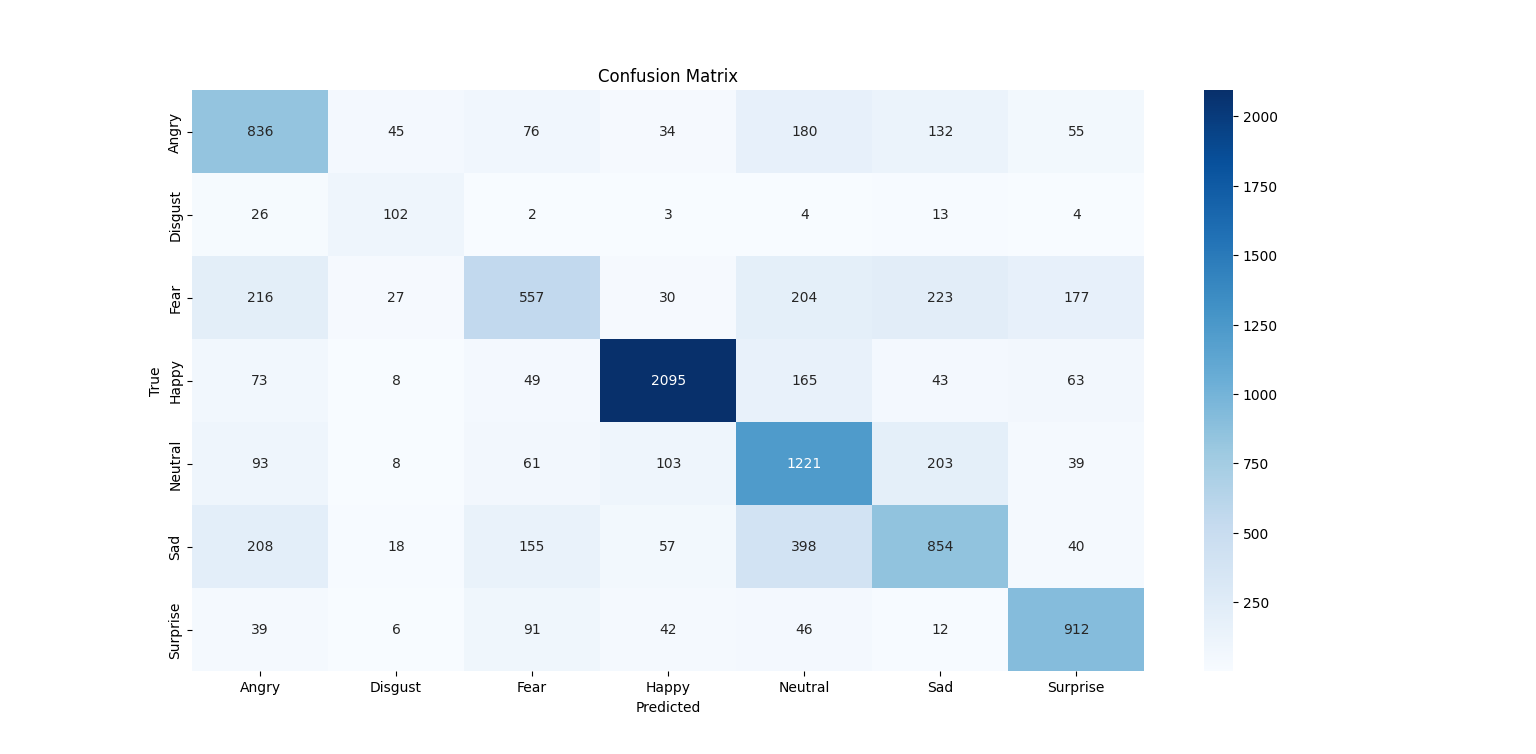 Confusion Matrix
Angry 836 45 76 34 180 132 55
Disgust 26 102 2 3 4 13 4
Fear 216 27 557 30 204 223 177
True
Happy 73 8 49 2095 165 43 63
Neutral 93 8 61 103 1221 203 39
Sad 208 18 155 57 398 854 40
Surprise 39 6 91 42 46 12 912
Angry Disgust Fear Happy Neutral Sad Surprise
Predicted
2000
1750
1500
1250
1000
750
500
250